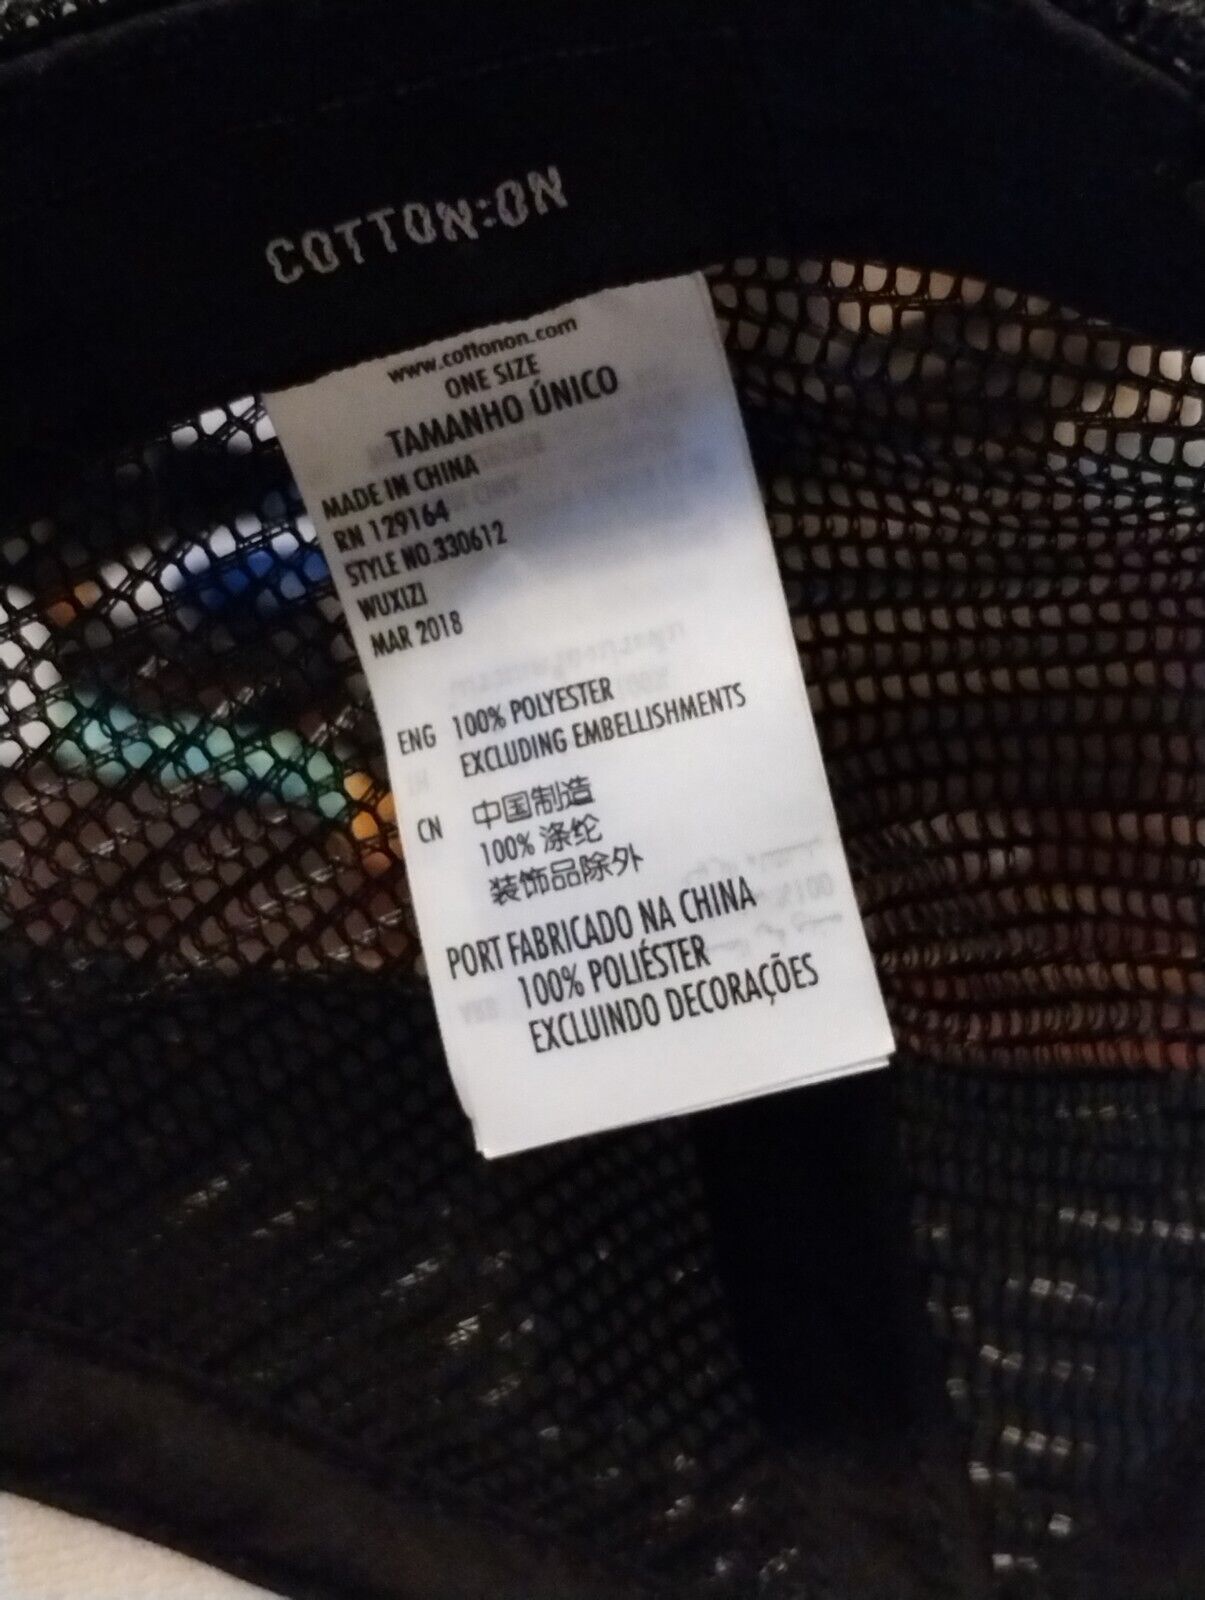 COTTON:ON
www.cottonon.com
ONE SIZE
TAMANHO ÚNICO
MADE IN CHINA
RN 129164
STYLE NO.330612
WUXIZI
MAR 2018
ENG 100% POLYESTER
EXCLUDING EMBELLISHMENTS
CN 中国制造
100% 涤纶
装饰品除外
PORT FABRICADO NA CHINA
100% POLIÉSTER
EXCLUINDO DECORAÇÕES